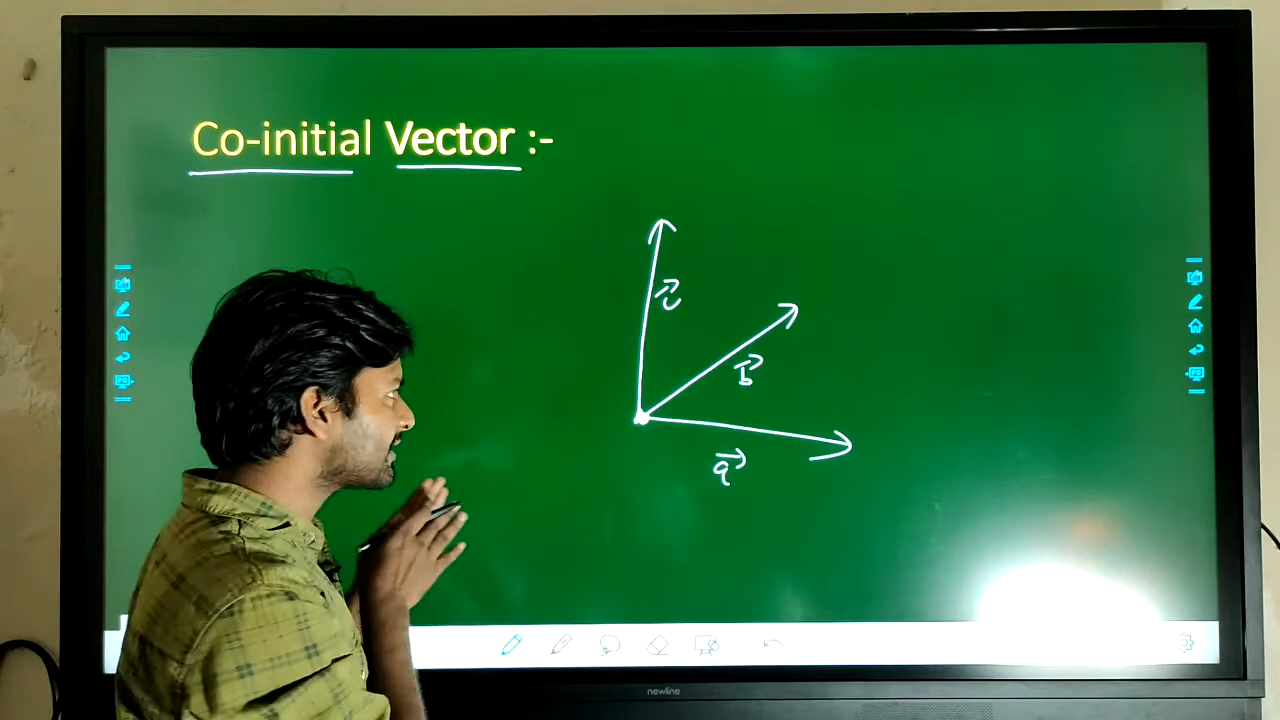 Co-initial Vector :-
c⃗
b⃗
a⃗
newline